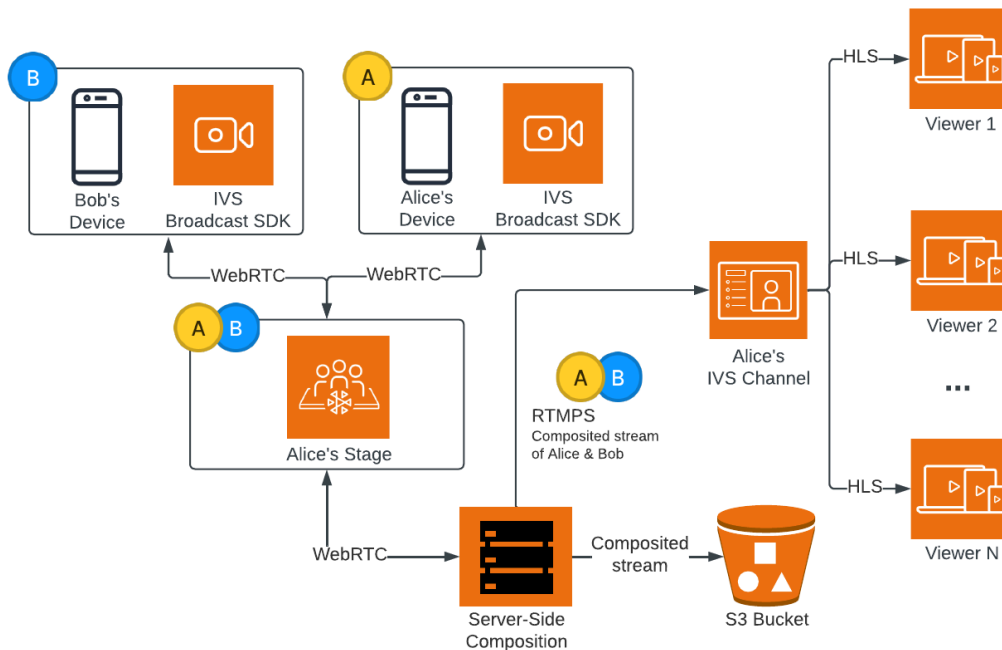 B
Bob's
Device
IVS
Broadcast SDK
A
Alice's
Device
IVS
Broadcast SDK
WebRTC
WebRTC
A
B
Alice's Stage
WebRTC
Server-Side
Composition
A
B
RTMPS
Composited stream
of Alice & Bob
Composited
stream
S3 Bucket
Alice's
IVS Channel
HLS
Viewer 1
HLS
Viewer 2
...
HLS
Viewer N